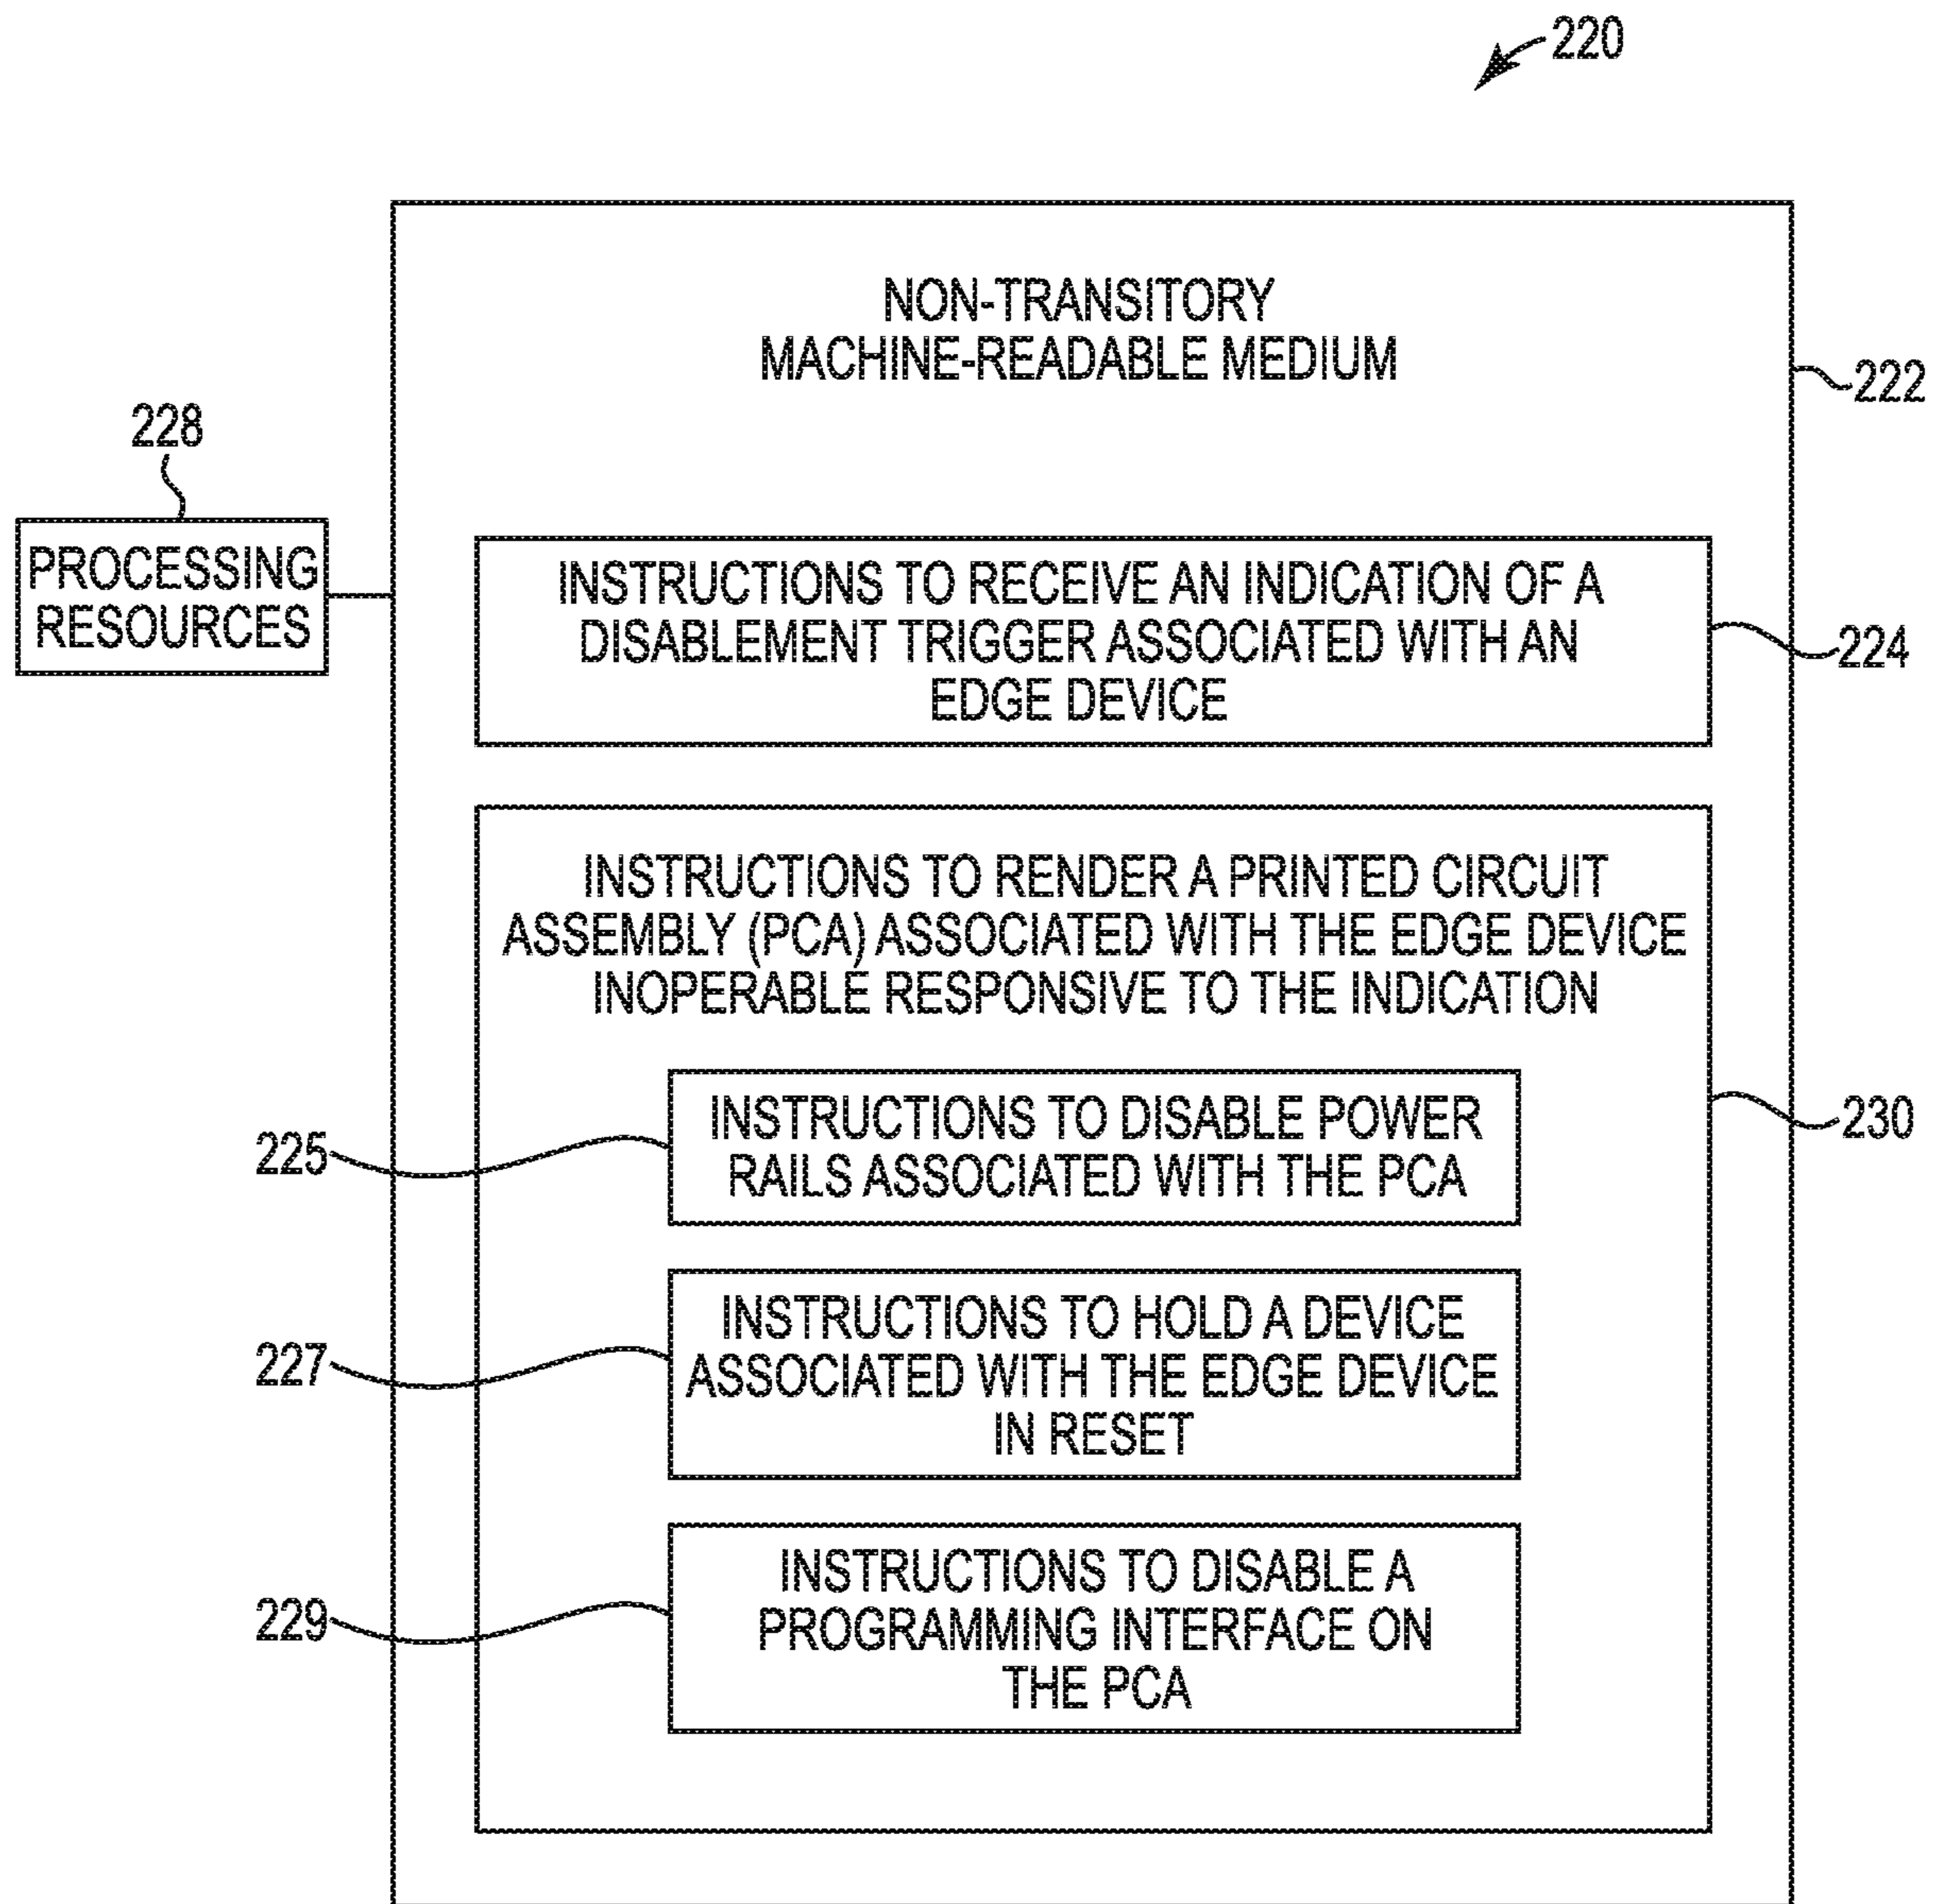 220
NON-TRANSITORY
MACHINE-READABLE MEDIUM
222
228
PROCESSING
RESOURCES
INSTRUCTIONS TO RECEIVE AN INDICATION OF A
DISABLEMENT TRIGGER ASSOCIATED WITH AN
EDGE DEVICE
224
INSTRUCTIONS TO RENDER A PRINTED CIRCUIT
ASSEMBLY (PCA) ASSOCIATED WITH THE EDGE DEVICE
INOPERABLE RESPONSIVE TO THE INDICATION
230
225
INSTRUCTIONS TO DISABLE POWER
RAILS ASSOCIATED WITH THE PCA
227
INSTRUCTIONS TO HOLD A DEVICE
ASSOCIATED WITH THE EDGE DEVICE
IN RESET
229
INSTRUCTIONS TO DISABLE A
PROGRAMMING INTERFACE ON
THE PCA